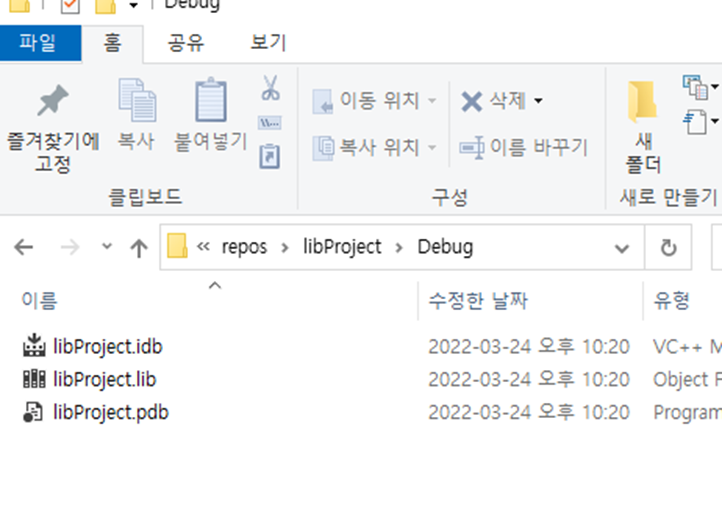 Debug
파일 홈 공유 보기
즐겨찾기에 고정
복사
붙여넣기
이동 위치
복사 위치
삭제
이름 바꾸기
새 폴더
클립보드 구성 새로 만들기
« repos › libProject › Debug
이름 수정한 날짜 유형
libProject.idb 2022-03-24 오후 10:20 VC++ M
libProject.lib 2022-03-24 오후 10:20 Object F
libProject.pdb 2022-03-24 오후 10:20 Program